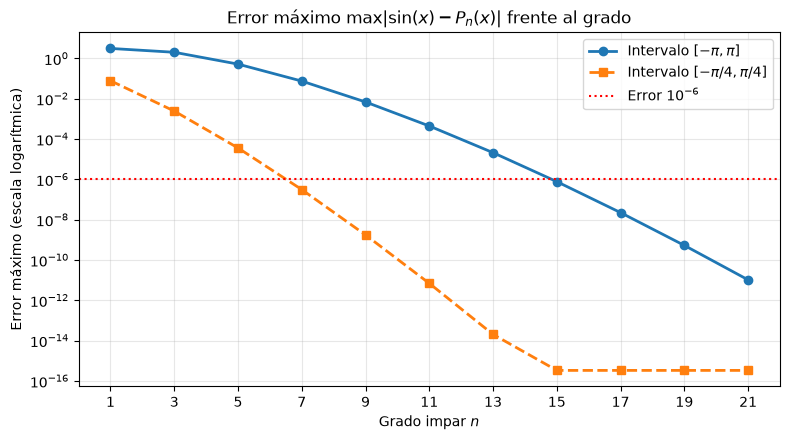 Error máximo max|sin(x) − Pₙ(x)| frente al grado
Error máximo (escala logarítmica)
10⁰
10⁻²
10⁻⁴
10⁻⁶
10⁻⁸
10⁻¹⁰
10⁻¹²
10⁻¹⁴
10⁻¹⁶
Intervalo [−π, π]
Intervalo [−π/4, π/4]
Error 10⁻⁶
1 3 5 7 9 11 13 15 17 19 21
Grado impar n